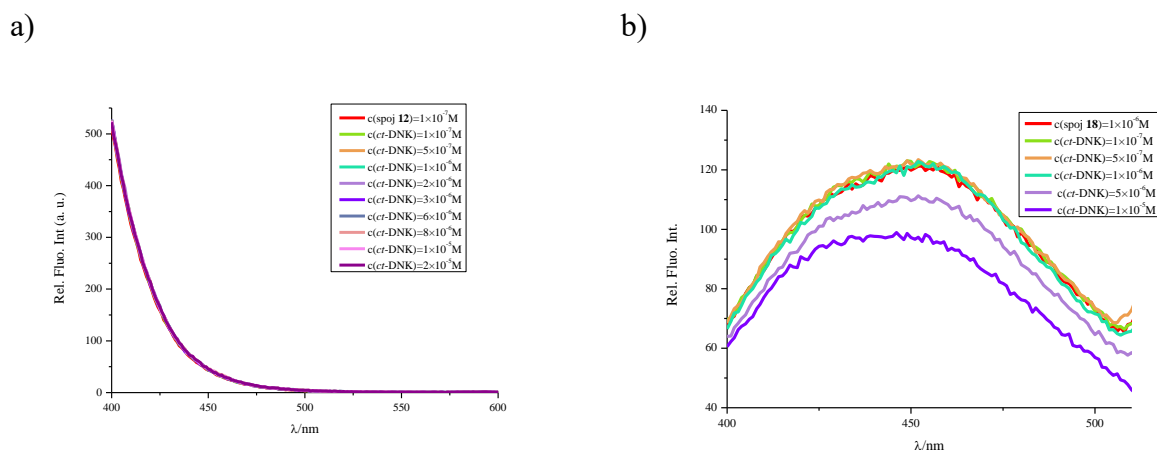 a)
b)
Rel. Fluo. Int (a. u.)
500
400
300
200
100
0
400
450
500
550
600
λ/nm
c(spoj 12)=1×10⁻⁷M
c(ct-DNK)=1×10⁻⁷M
c(ct-DNK)=5×10⁻⁷M
c(ct-DNK)=1×10⁻⁶M
c(ct-DNK)=2×10⁻⁶M
c(ct-DNK)=3×10⁻⁶M
c(ct-DNK)=6×10⁻⁶M
c(ct-DNK)=8×10⁻⁶M
c(ct-DNK)=1×10⁻⁵M
c(ct-DNK)=2×10⁻⁵M
Rel. Fluo. Int.
140
120
100
80
60
40
400
450
500
λ/nm
c(spoj 18)=1×10⁻⁶M
c(ct-DNK)=1×10⁻⁷M
c(ct-DNK)=5×10⁻⁷M
c(ct-DNK)=1×10⁻⁶M
c(ct-DNK)=5×10⁻⁶M
c(ct-DNK)=1×10⁻⁵M